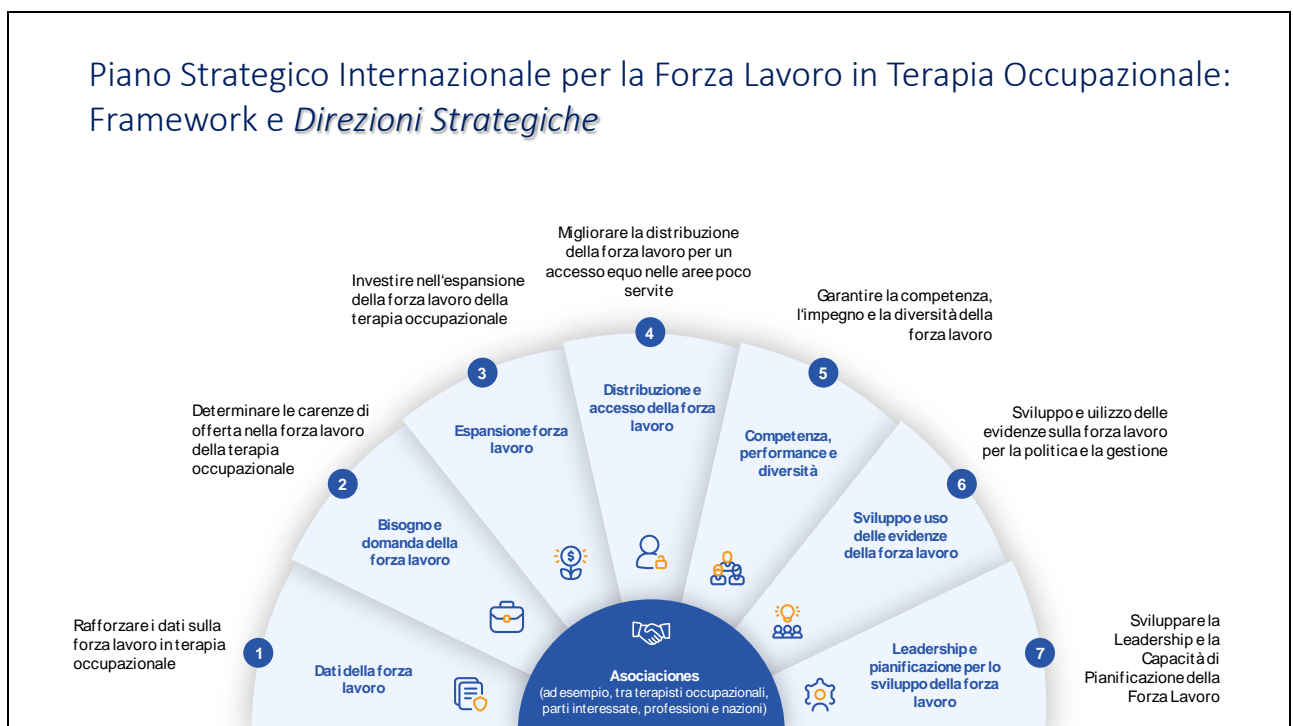 Piano Strategico Internazionale per la Forza Lavoro in Terapia Occupazionale:
Framework e Direzioni Strategiche
Migliorare la distribuzione
della forza lavoro per un
accesso equo nelle aree poco
servite
Investire nell'espansione
della forza lavoro della
terapia occupazionale
Garantire la competenza,
l'impegno e la diversità della
forza lavoro
4
3
5
Distribuzione e
accesso della forza
lavoro
Determinare le carenze di
offerta nella forza lavoro
della terapia
occupazionale
Espansione forza
lavoro
Competenza,
performance e
diversità
Sviluppo e uilizzo delle
evidenze sulla forza lavoro
per la politica e la gestione
2
6
Bisogno e
domanda della
forza lavoro
Sviluppo e uso
delle evidenze
della forza lavoro
$
Rafforzare i dati sulla
forza lavoro in terapia
occupazionale
1
Dati della forza
lavoro
Asociaciones
(ad esempio, tra terapisti occupazionali,
parti interessate, professioni e nazioni)
Leadership e
pianificazione per lo
sviluppo della forza
lavoro
7
Sviluppare la
Leadership e la
Capacità di
Pianificazione della
Forza Lavoro